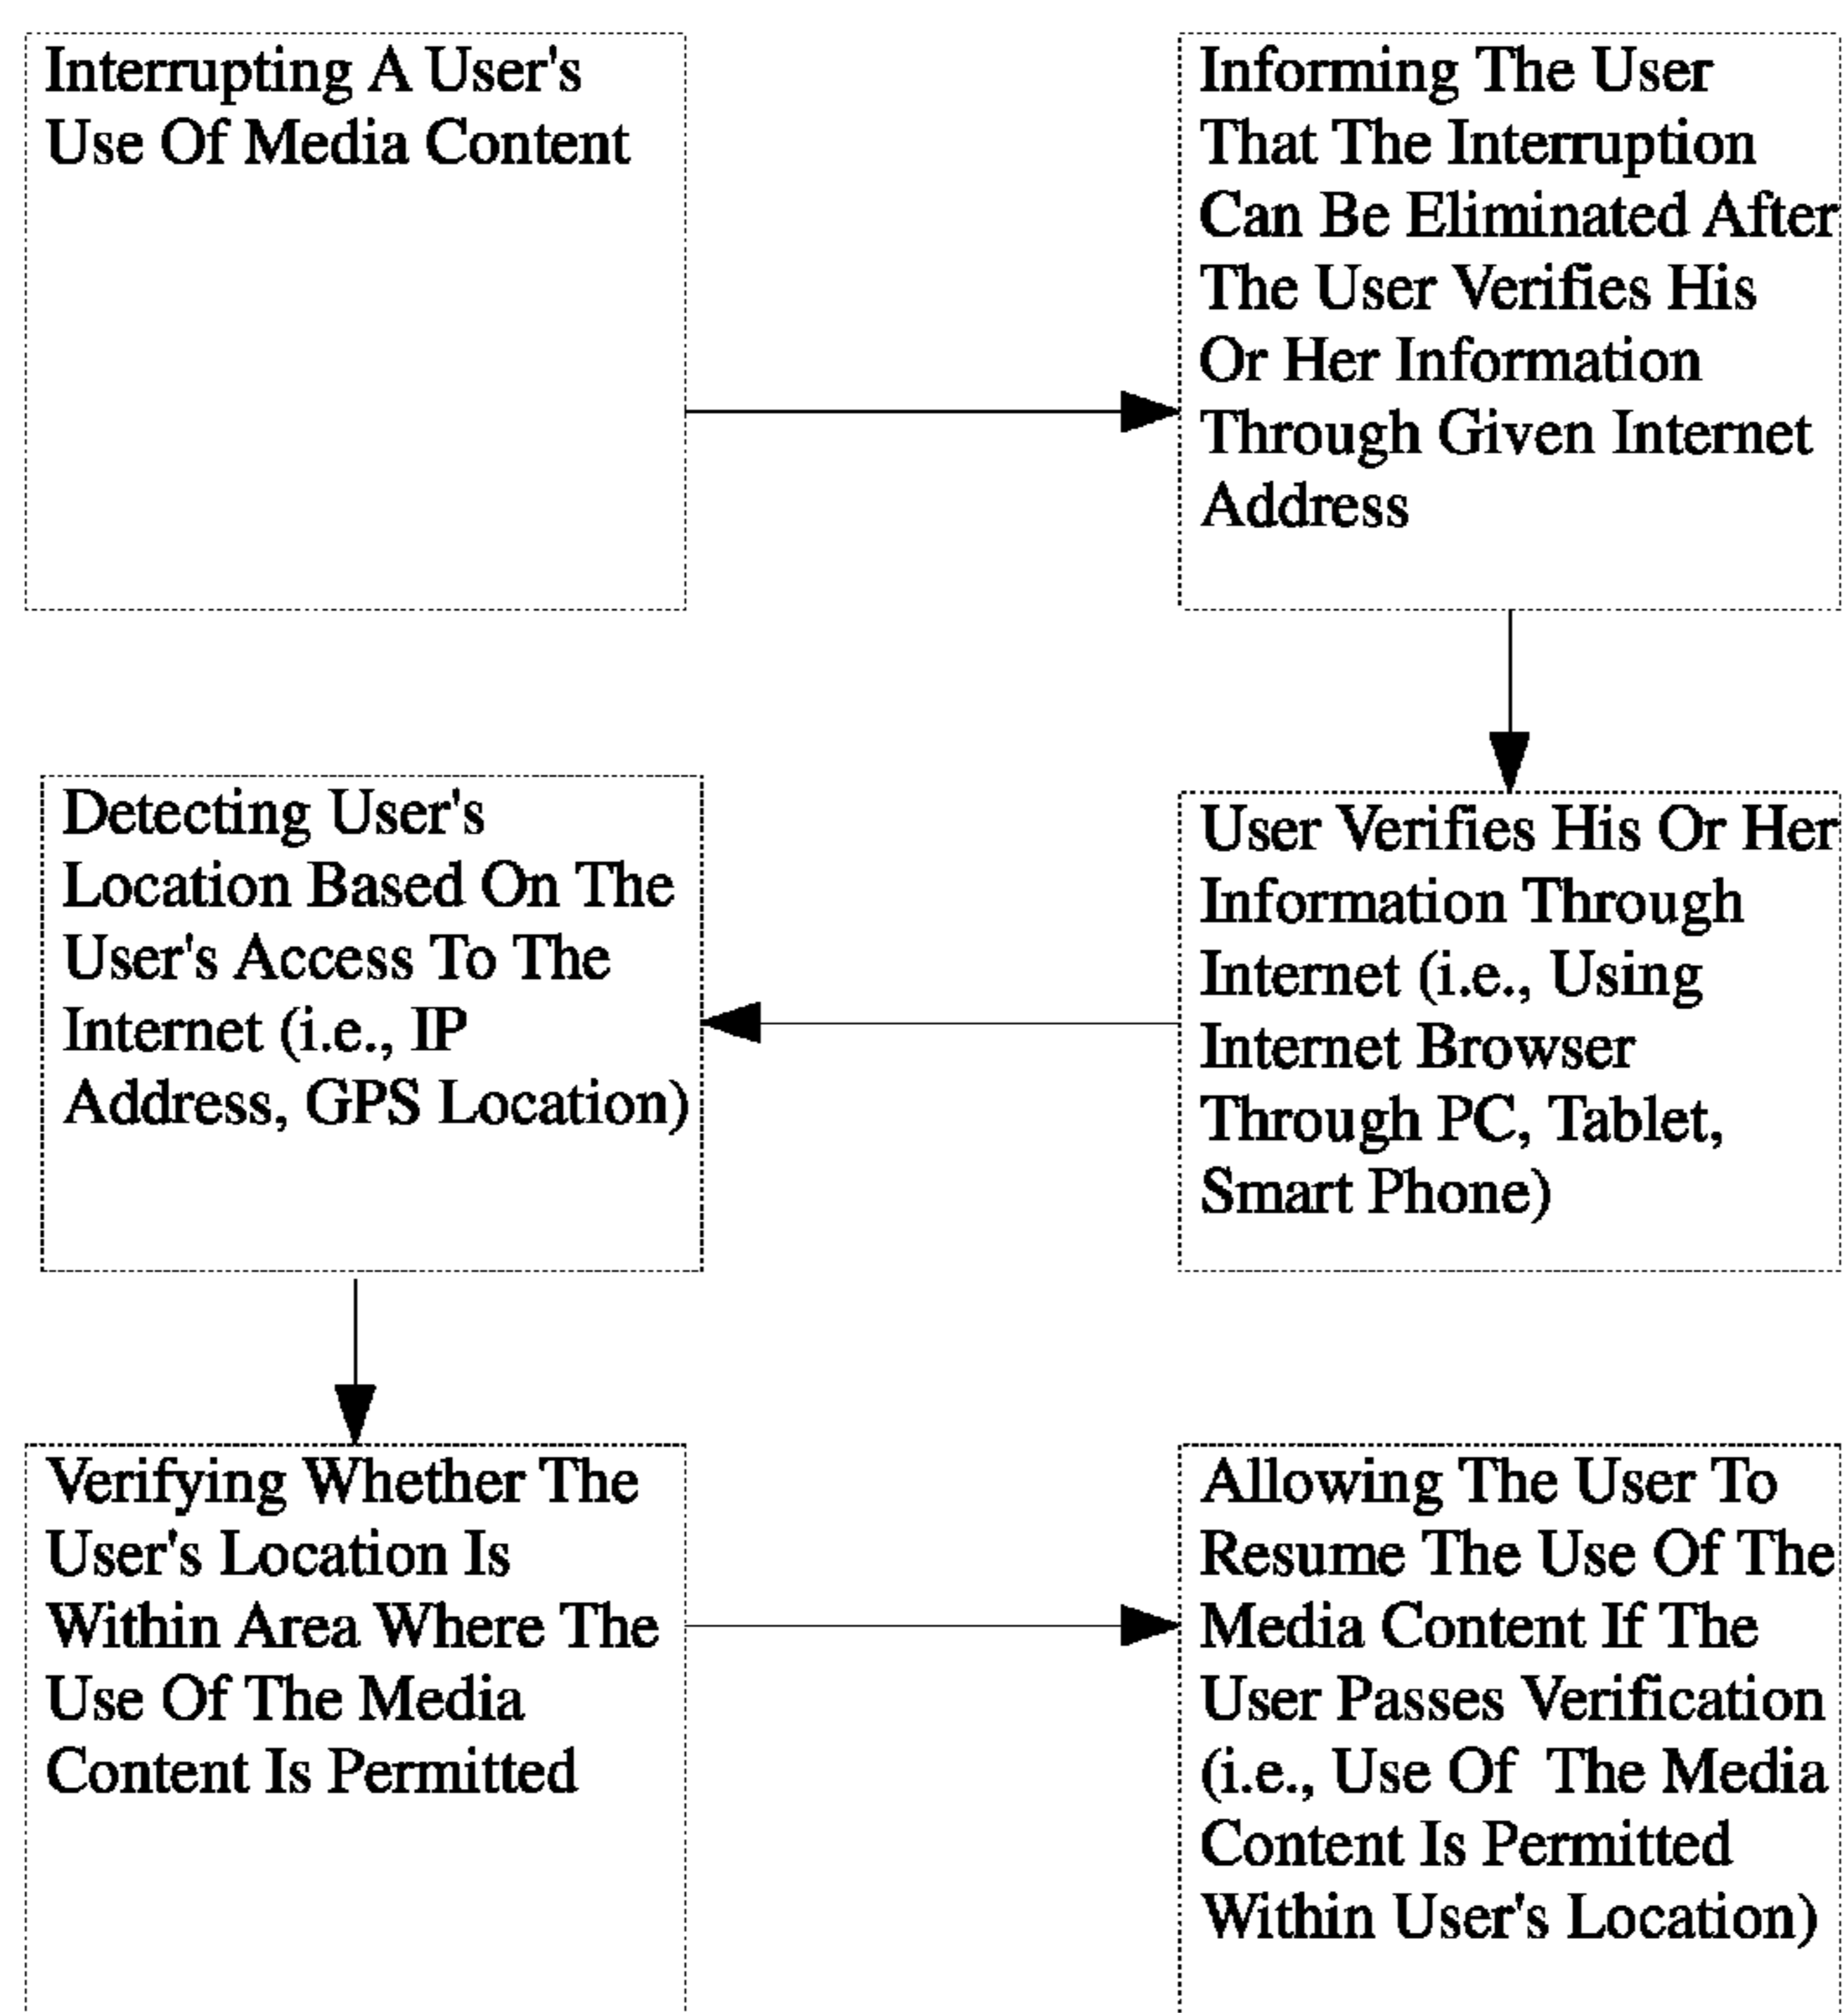 Interrupting A User's
Use Of Media Content
Informing The User
That The Interruption
Can Be Eliminated After
The User Verifies His
Or Her Information
Through Given Internet
Address
User Verifies His Or Her
Information Through
Internet (i.e., Using
Internet Browser
Through PC, Tablet,
Smart Phone)
Detecting User's
Location Based On The
User's Access To The
Internet (i.e., IP
Address, GPS Location)
Verifying Whether The
User's Location Is
Within Area Where The
Use Of The Media
Content Is Permitted
Allowing The User To
Resume The Use Of The
Media Content If The
User Passes Verification
(i.e., Use Of The Media
Content Is Permitted
Within User's Location)